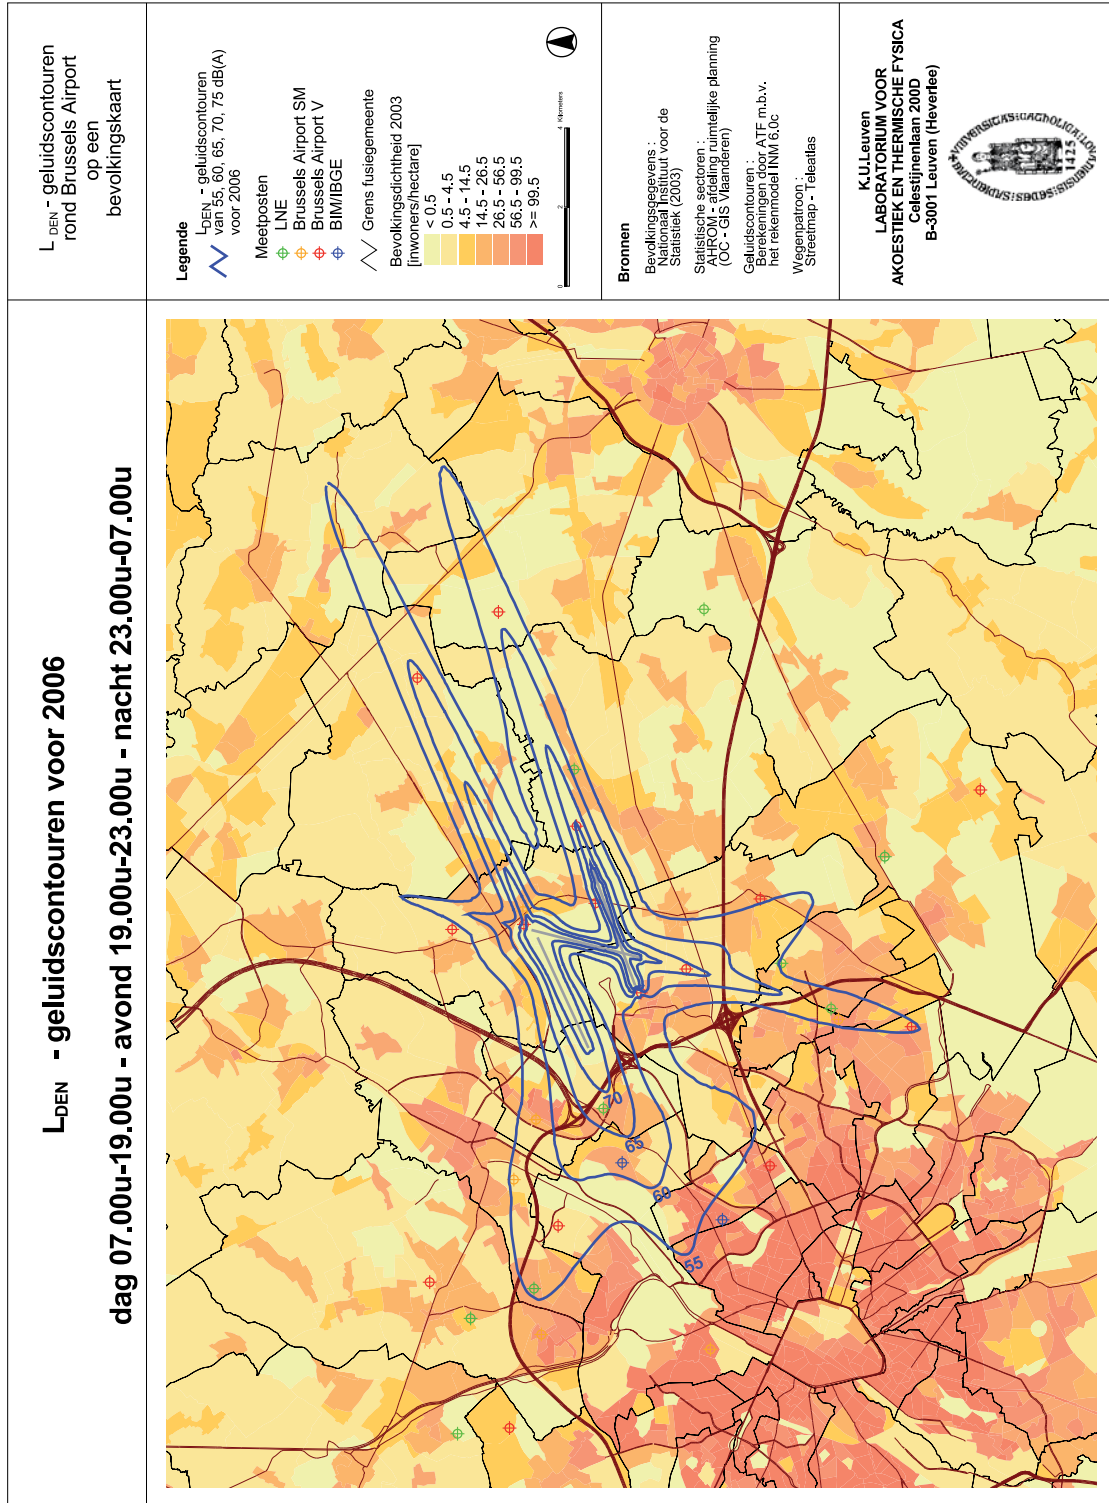 L DEN - geluidscontouren voor 2006
dag 07.00u-19.00u - avond 19.00u-23.00u - nacht 23.00u-07.00u
L DEN - geluidscontouren
rond Brussels Airport
op een
bevolkingskaart
Legende
LDEN - geluidscontouren
van 55, 60, 65, 70, 75 dB(A)
voor 2006
Meetposten
LNE
Brussels Airport SM
Brussels Airport V
BIM/IBGE
Grens fusiegemeente
Bevolkingsdichtheid 2003
[inwoners/hectare]
< 0.5
0.5 - 4.5
4.5 - 14.5
14.5 - 26.5
26.5 - 56.5
56.5 - 99.5
>= 99.5
0 2 4 Kilometers
Bronnen
Bevolkingsgegevens :
Nationaal Instituut voor de
Statistiek (2003)
Statistische sectoren :
AHROM - afdeling ruimtelijke planning
(OC - GIS Vlaanderen)
Geluidscontouren :
Berekeningen door ATF m.b.v.
het rekenmodel INM 6.0c
Wegenpatroon :
Streetmap - Teleatlas
K.U.Leuven
LABORATORIUM VOOR
AKOESTIEK EN THERMISCHE FYSICA
Celestijnenlaan 200D
B-3001 Leuven (Heverlee)
1425
70
65
60
55